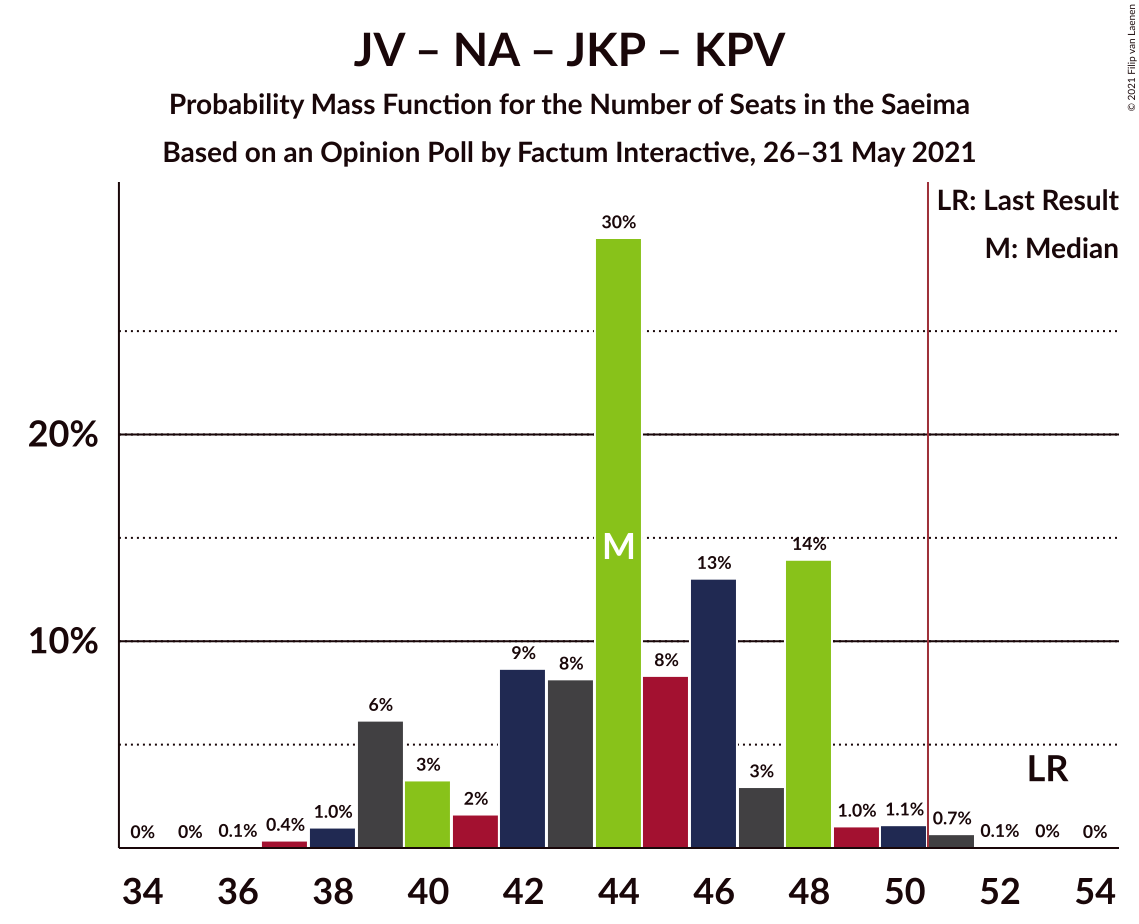 JV – NA – JKP – KPV
Probability Mass Function for the Number of Seats in the Saeima
Based on an Opinion Poll by Factum Interactive, 26–31 May 2021
© 2021 Filip van Laenen
LR: Last Result
M: Median
20%
10%
0% 0% 0.1% 0.4% 1.0% 6% 3% 2% 9% 8% 30% 8% 13% 3% 14% 1.0% 1.1% 0.7% 0.1% 0% 0%
M
LR
34 36 38 40 42 44 46 48 50 52 54